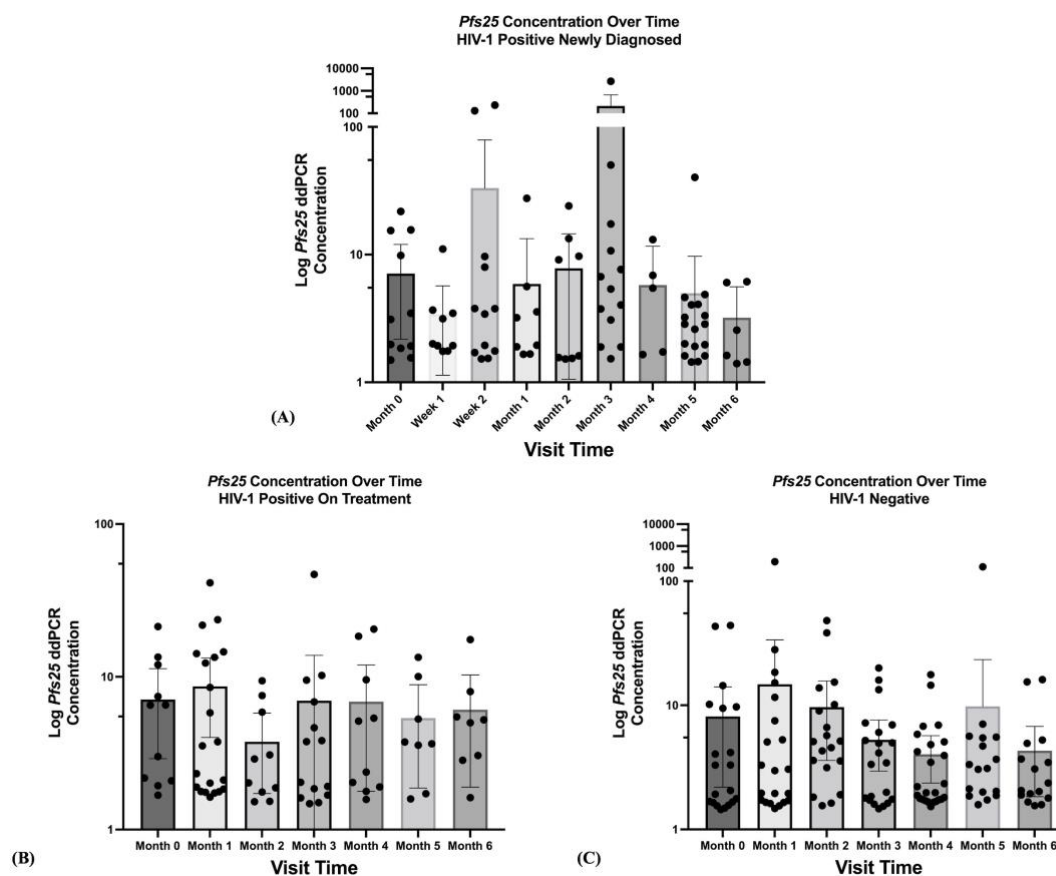 Pfs25 Concentration Over Time
HIV-1 Positive Newly Diagnosed
10000
1000
100
100
10
1
Log Pfs25 ddPCR
Concentration
Month 0
Week 1
Week 2
Month 1
Month 2
Month 3
Month 4
Month 5
Month 6
Visit Time
(A)
Pfs25 Concentration Over Time
HIV-1 Positive On Treatment
100
10
1
Log Pfs25 ddPCR
Concentration
Month 0 Month 1 Month 2 Month 3 Month 4 Month 5 Month 6
Visit Time
(B)
Pfs25 Concentration Over Time
HIV-1 Negative
10000
1000
100
100
10
1
Log Pfs25 ddPCR
Concentration
Month 0 Month 1 Month 2 Month 3 Month 4 Month 5 Month 6
Visit Time
(C)